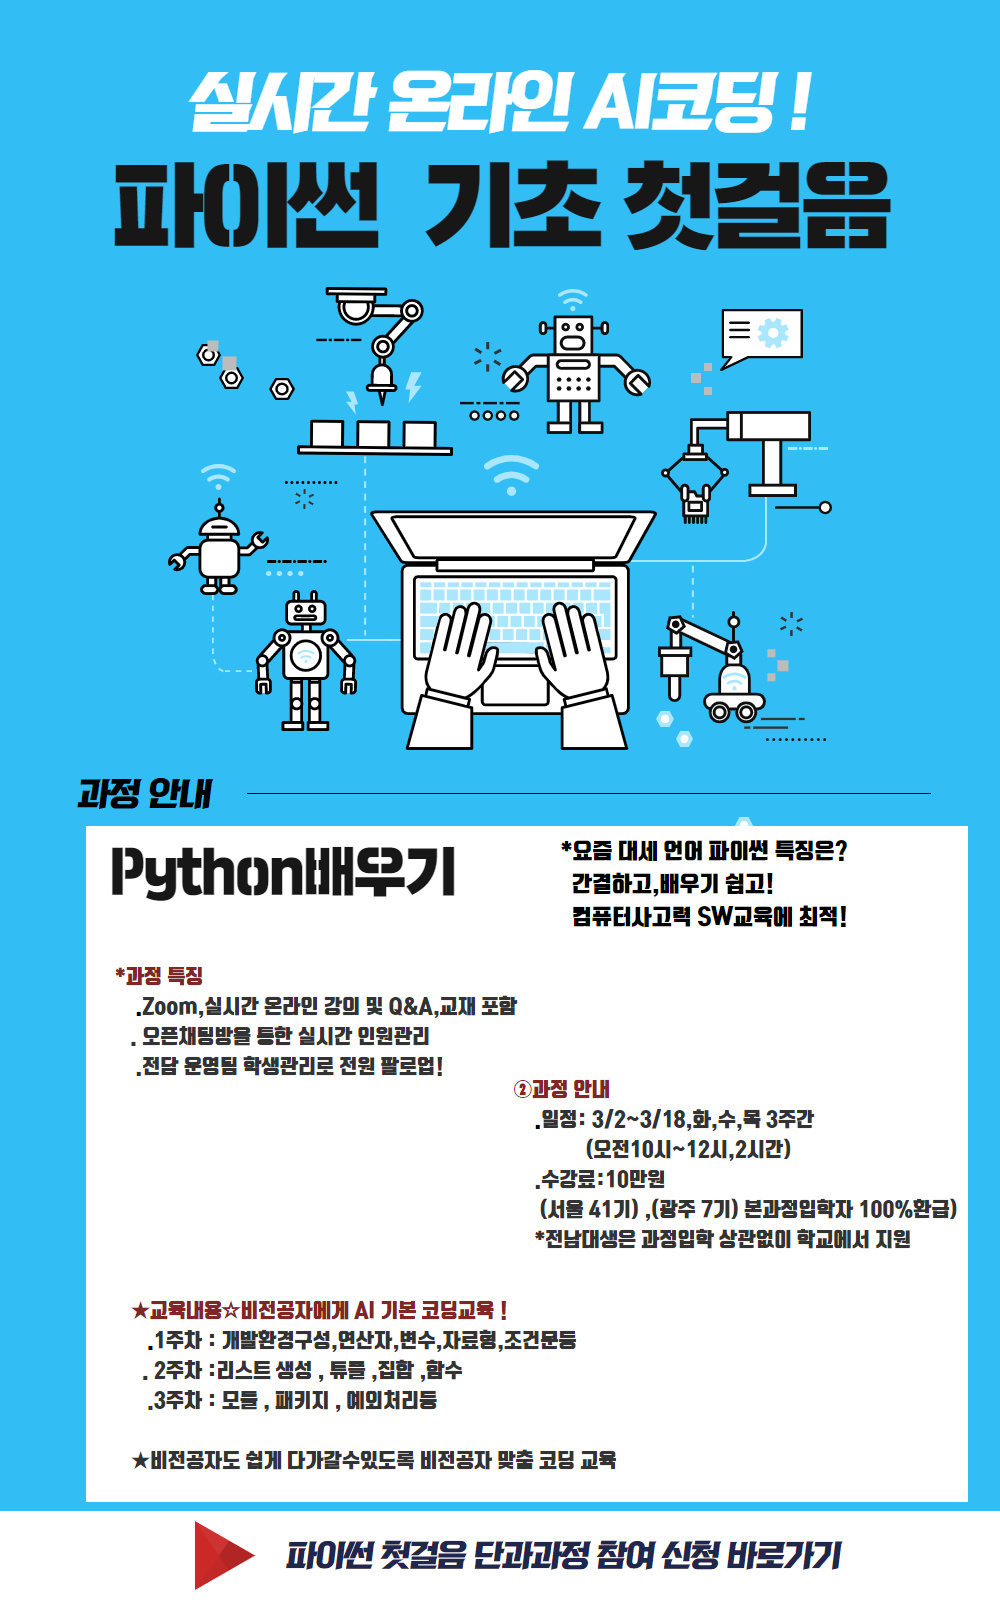 실시간 온라인 AI코딩 !
파이썬 기초 첫걸음
과정 안내
Python배우기
*요즘 대세 언어 파이썬 특징은?
간결하고,배우기 쉽고!
컴퓨터사고력 SW교육에 최적!
*과정 특징
.Zoom,실시간 온라인 강의 및 Q&A,교재 포함
. 오픈채팅방을 통한 실시간 인원관리
.전담 운영팀 학생관리로 전원 팔로업!
②과정 안내
.일정: 3/2~3/18,화,수,목 3주간
(오전10시~12시,2시간)
.수강료:10만원
(서울 41기) ,(광주 7기) 본과정입학자 100%환급)
*전남대생은 과정입학 상관없이 학교에서 지원
★교육내용☆비전공자에게 AI 기본 코딩교육 !
.1주차 : 개발환경구성,연산자,변수,자료형,조건문등
. 2주차 :리스트 생성 , 튜플 ,집합 ,함수
.3주차 : 모듈 , 패키지 , 예외처리등
★비전공자도 쉽게 다가갈수있도록 비전공자 맞출 코딩 교육
파이썬 첫걸음 단과과정 참여 신청 바로가기